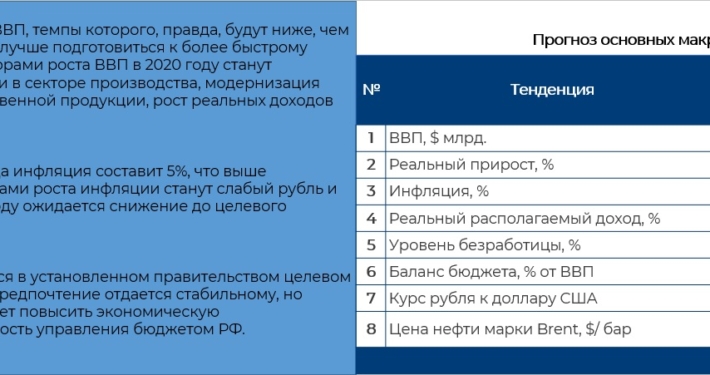 ВВП, темпы которого, правда, будут ниже, чем
лучше подготовиться к более быстрому
орами роста ВВП в 2020 году станут
и в секторе производства, модернизация
венной продукции, рост реальных доходов
а инфляция составит 5%, что выше
ами роста инфляции станут слабый рубль и
оду ожидается снижение до целевого
ся в установленном правительством целевом
редпочтение отдается стабильному, но
ет повысить экономическую
ность управления бюджетом РФ.
Прогноз основных макр
№ Тенденция
1 ВВП, $ млрд.
2 Реальный прирост, %
3 Инфляция, %
4 Реальный располагаемый доход, %
5 Уровень безработицы, %
6 Баланс бюджета, % от ВВП
7 Курс рубля к доллару США
8 Цена нефти марки Brent, $/ бар